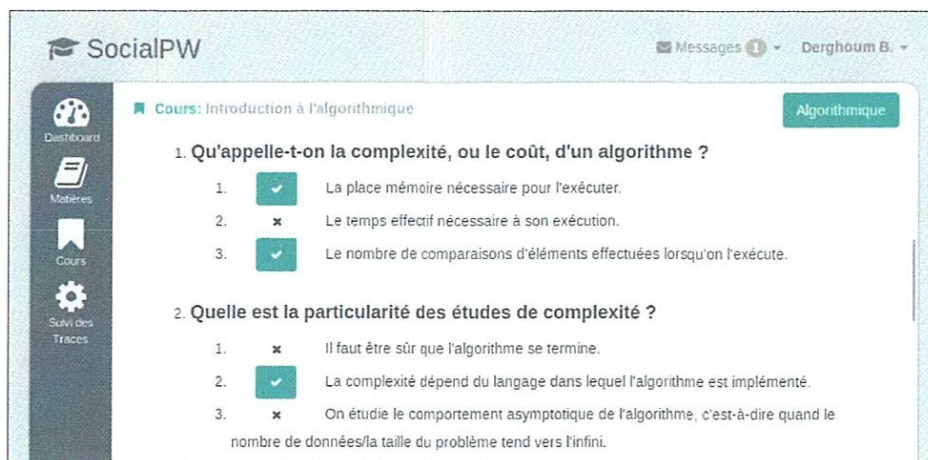 SocialPW
Messages 1
Derghoum B.
Dashboard
Matières
Cours
Suivi des
Traces
Cours: Introduction à l'algorithmique
Algorithmique
1. Qu'appelle-t-on la complexité, ou le coût, d'un algorithme ?
1. La place mémoire nécessaire pour l'exécuter.
2. Le temps effectif nécessaire à son exécution.
3. Le nombre de comparaisons d'éléments effectuées lorsqu'on l'exécute.
2. Quelle est la particularité des études de complexité ?
1. Il faut être sûr que l'algorithme se termine.
2. La complexité dépend du langage dans lequel l'algorithme est implémenté.
3. On étudie le comportement asymptotique de l'algorithme, c'est-à-dire quand le
nombre de données/la taille du problème tend vers l'infini.